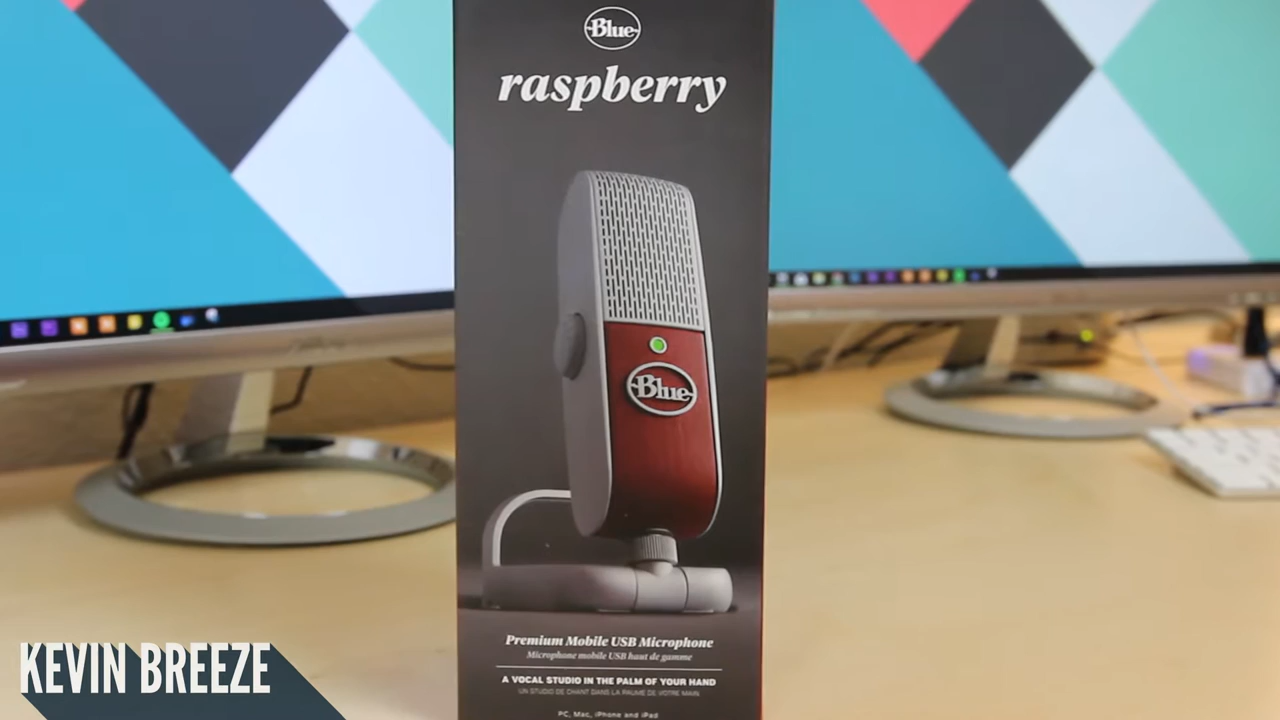 Blue
raspberry
Blue
Premium Mobile USB Microphone
Microphone mobile USB haut de gamme
A VOCAL STUDIO IN THE PALM OF YOUR HAND
UN STUDIO DE CHANT DANS LA PAUME DE VOTRE MAIN
PC, Mac, iPhone and iPad
KEVIN BREEZE